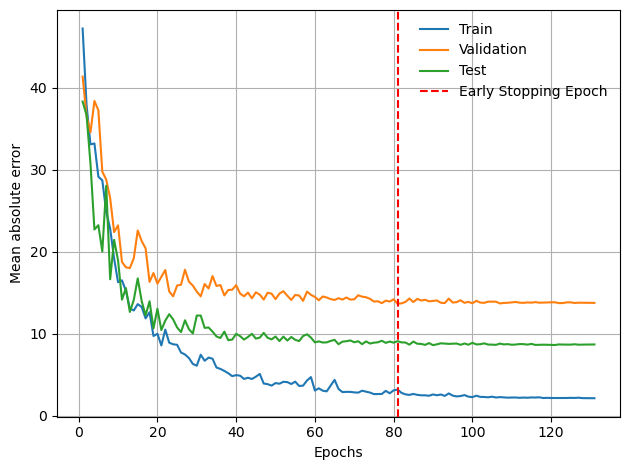 Train
Validation
Test
Early Stopping Epoch
Mean absolute error
40
30
20
10
0
0 20 40 60 80 100 120
Epochs